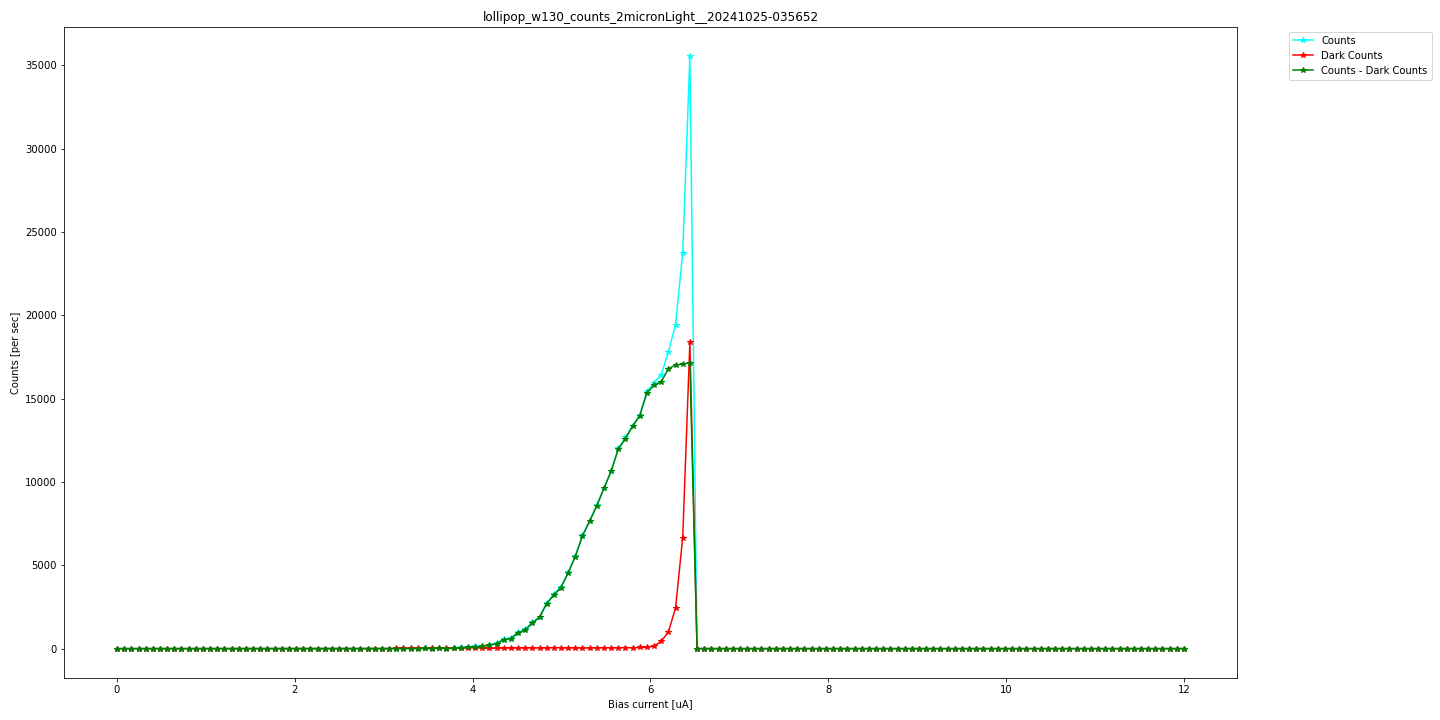 lollipop_w130_counts_2micronLight__20241025-035652
Counts
Dark Counts
Counts - Dark Counts
35000
30000
25000
20000
15000
10000
5000
0
Counts [per sec]
0 2 4 6 8 10 12
Bias current [uA]